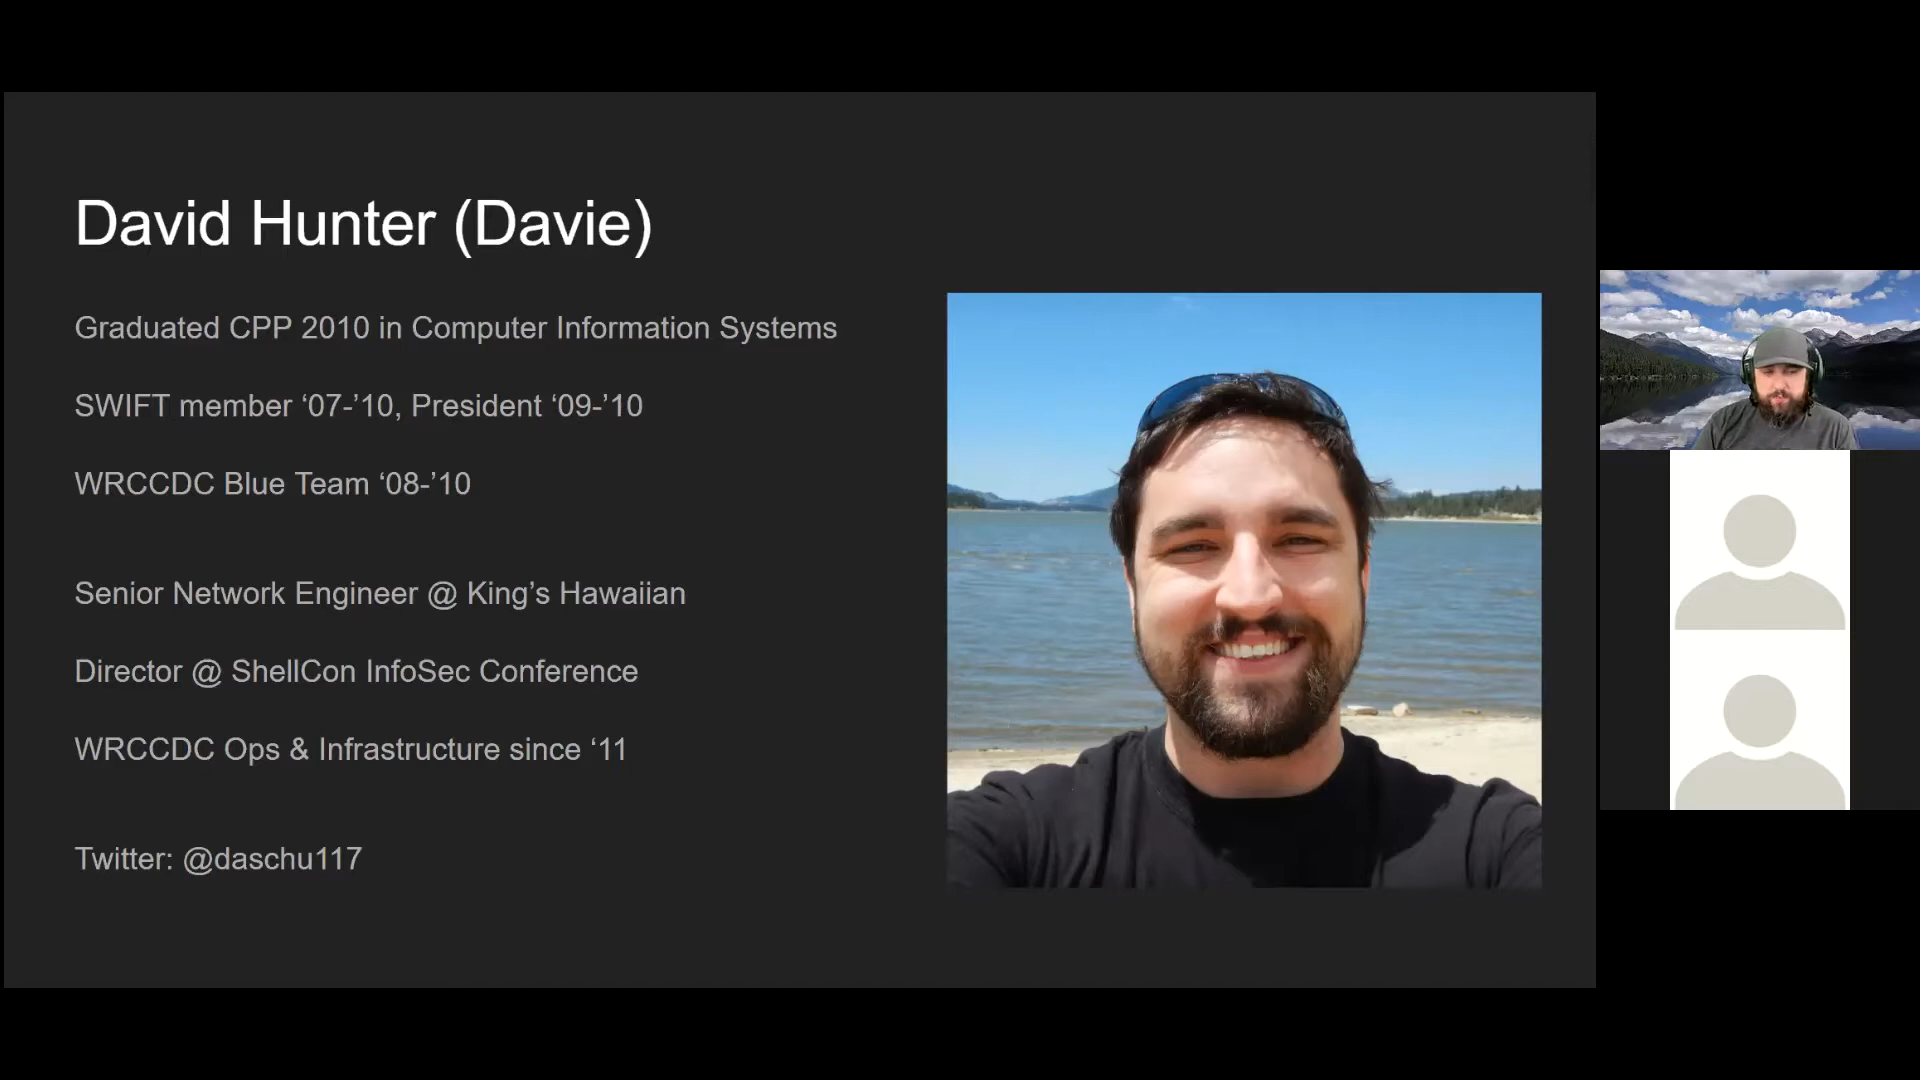 David Hunter (Davie)
Graduated CPP 2010 in Computer Information Systems
SWIFT member ‘07-’10, President ‘09-’10
WRCCDC Blue Team ‘08-’10
Senior Network Engineer @ King’s Hawaiian
Director @ ShellCon InfoSec Conference
WRCCDC Ops & Infrastructure since ‘11
Twitter: @daschu117